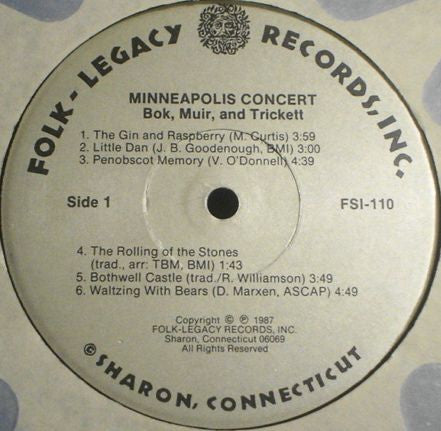 FOLK-LEGACY RECORDS, INC.
MINNEAPOLIS CONCERT
Bok, Muir, and Trickett
1. The Gin and Raspberry (M. Curtis) 3:59
2. Little Dan (J. B. Goodenough, BMI) 3:00
3. Penobscot Memory (V. O'Donnell) 4:39
Side 1
FSI-110
4. The Rolling of the Stones
(trad., arr: TBM, BMI) 1:43
5. Bothwell Castle (trad./R. Williamson) 3:49
6. Waltzing With Bears (D. Marxen, ASCAP) 4:49
Copyright © ℗ 1987
FOLK-LEGACY RECORDS, INC.
Sharon, Connecticut 06069
All Rights Reserved
© SHARON, CONNECTICUT